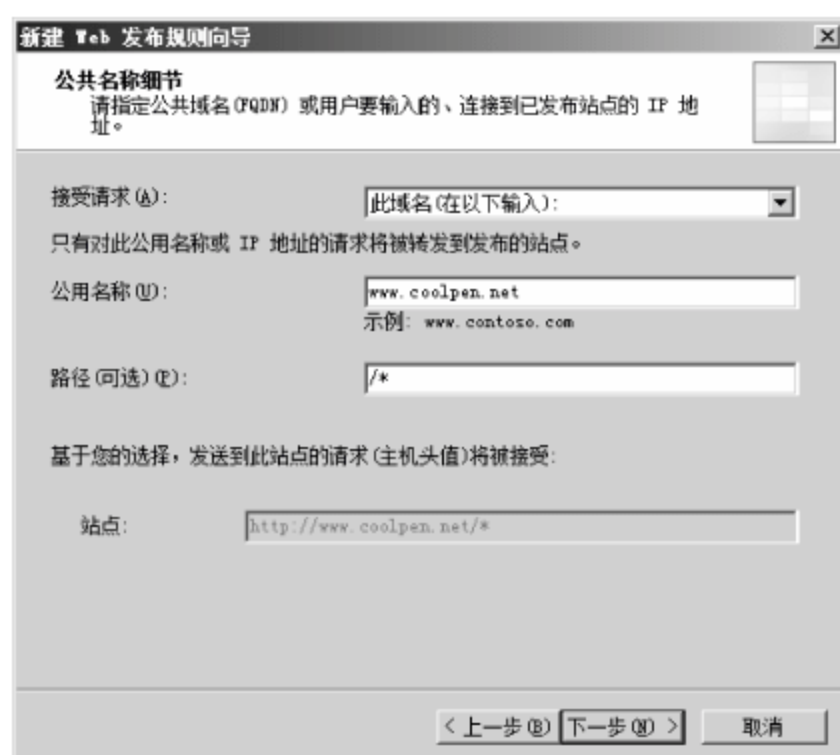 新建 Web 发布规则向导
公共名称细节
请指定公共域名(FQDN) 或用户要输入的、连接到已发布站点的 IP 地
址。
接受请求(A):
此域名(在以下输入):
只有对此公用名称或 IP 地址的请求将被转发到发布的站点。
公用名称(U):
www.coolpen.net
示例: www.contoso.com
路径(可选)(P):
/*
基于您的选择，发送到此站点的请求(主机头值)将被接受:
站点:
http://www.coolpen.net/*
< 上一步(B)
下一步(N) >
取消